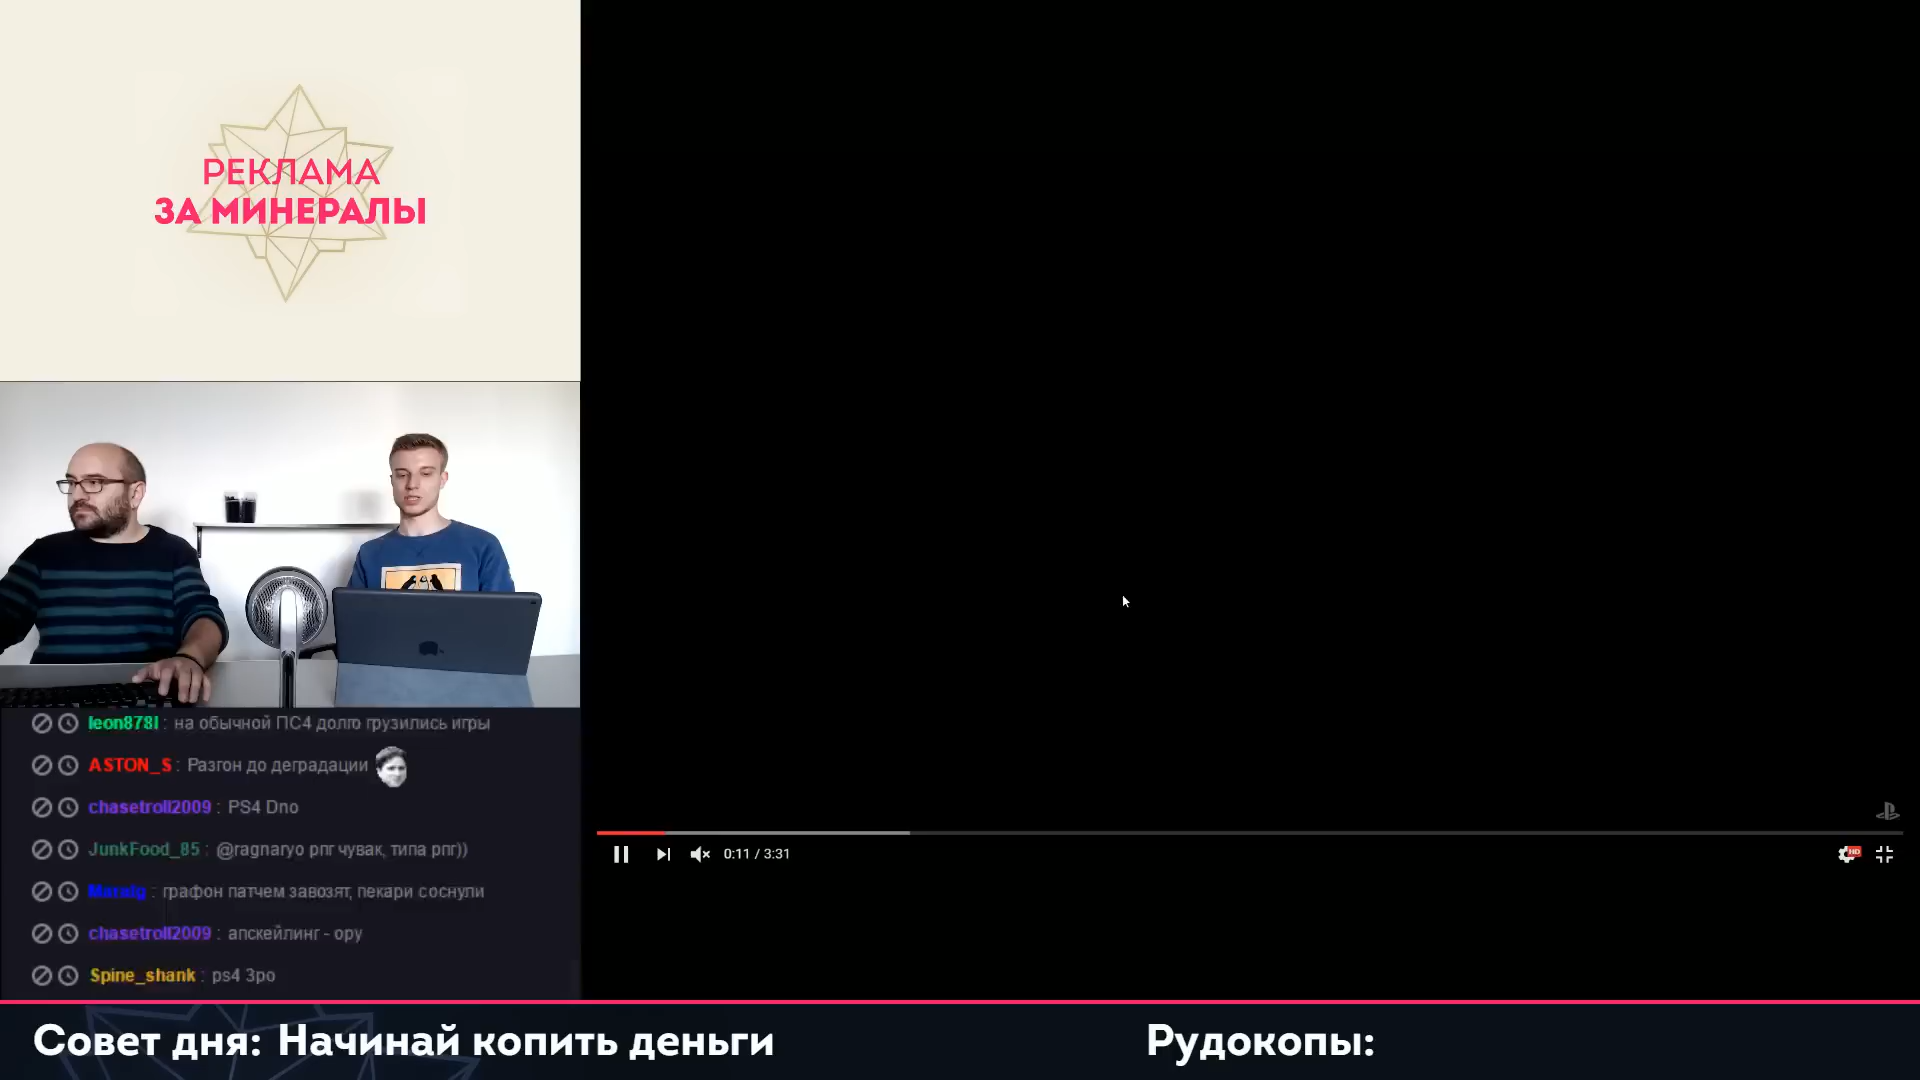 РЕКЛАМА
ЗА МИНЕРАЛЫ
leon878l : на обычной ПС4 долго грузились игры
ASTON_S : Разгон до деградации
chasetroll2009 : PS4 Dno
JunkFood_85 : @ragnaryo рпг чувак, типа рпг))
: графон патчем завозят, пекари соснули
chasetroll2009 : апскейлинг - ору
Spine_shank : ps4 3po
0:11 / 3:31
HD
Совет дня: Начинай копить деньги
Рудокопы: